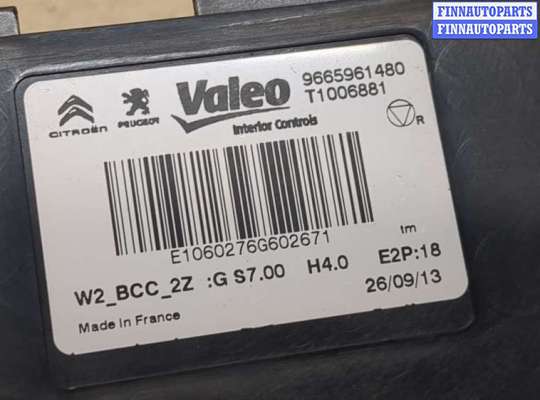 FINNAUTOPARTS
FINNAUTOPARTS
CITROËN PEUGEOT Valeo 9665961480
T1006881
Interior Controls
R
E1060276G602671
tm
W2_BCC_2Z :G S7.00 H4.0 E2P:18
Made In France 26/09/13